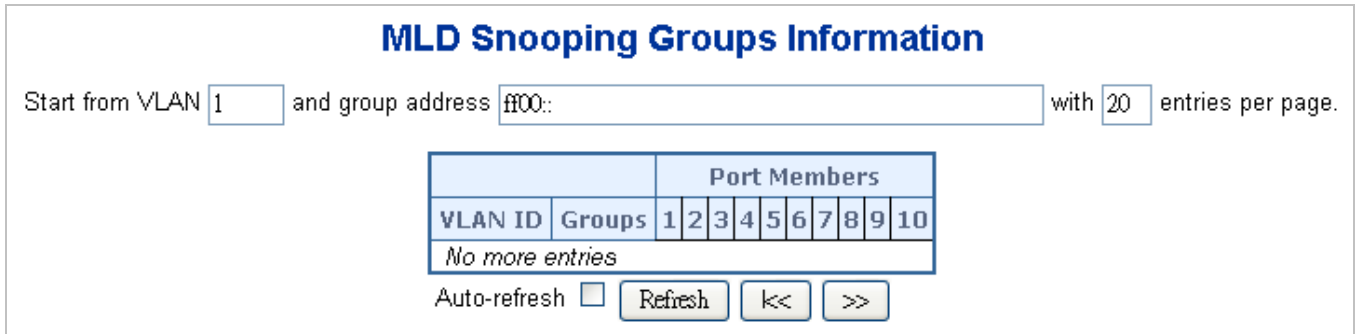 MLD Snooping Groups Information
Start from VLAN 1 and group address ff00:: with 20 entries per page.
Port Members
VLAN ID Groups 1 2 3 4 5 6 7 8 9 10
No more entries
Auto-refresh Refresh |<< >>